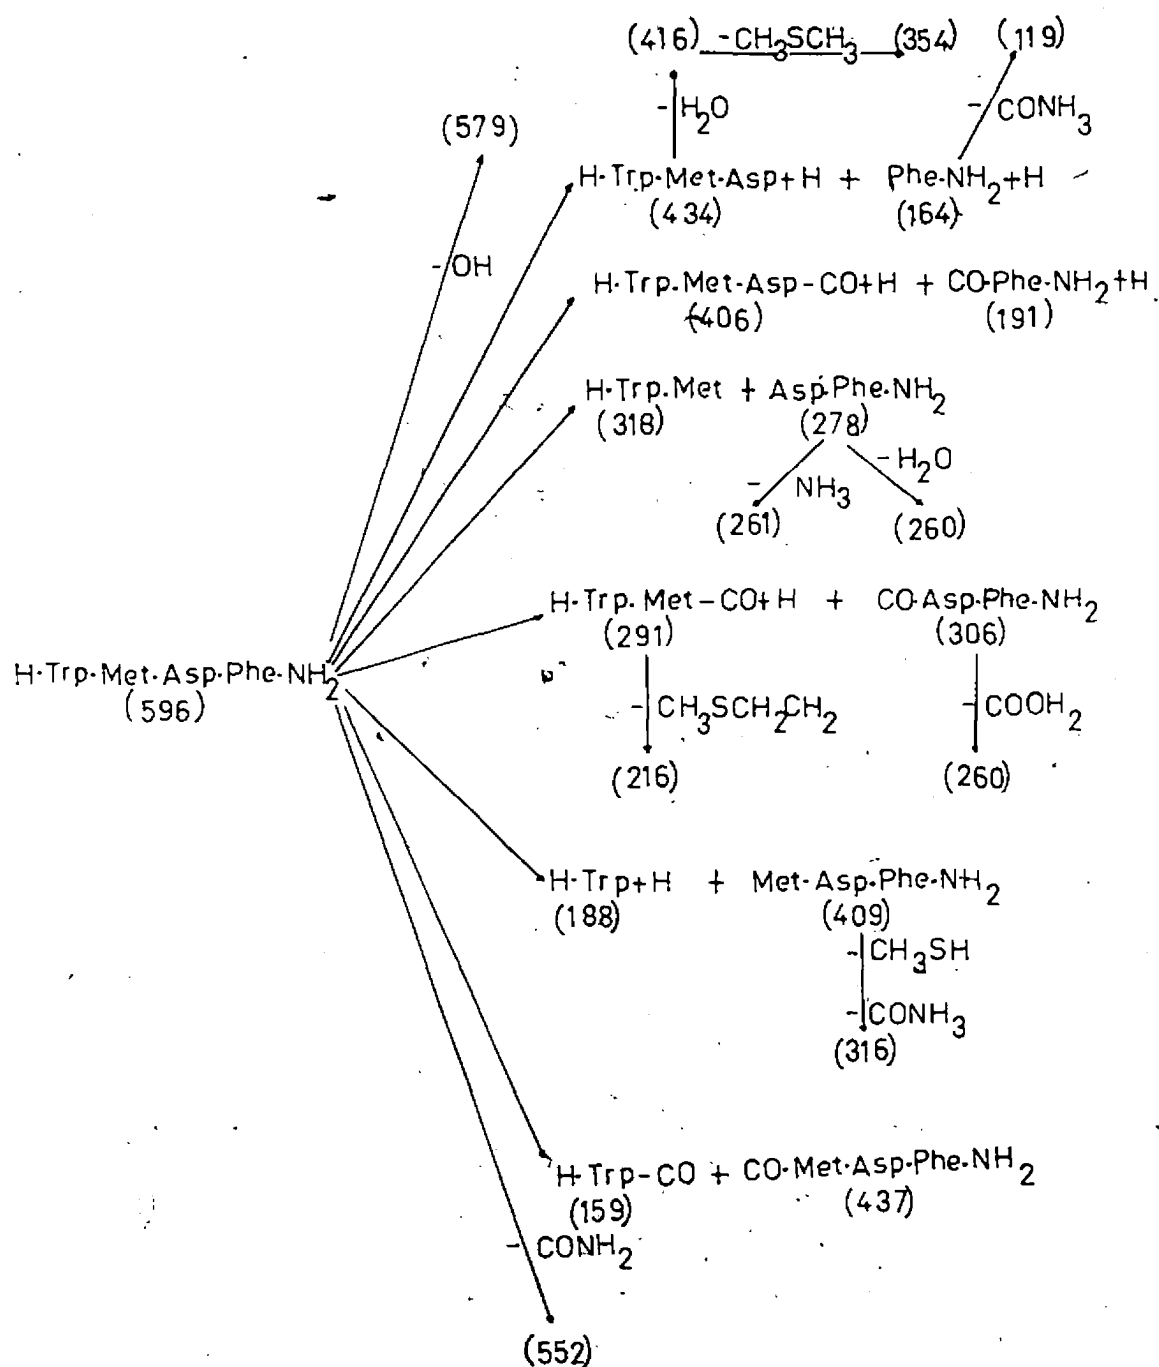 (416) -CH3SCH3 (354) (119)
-H2O - CONH3
(579)
H·Trp·Met·Asp+H + Phe·NH2+H
(434) (164)
-OH
H·Trp.Met·Asp-CO+H + CO·Phe·NH2+H
(406) (191)
H·Trp.Met + Asp.Phe·NH2
(318) (278)
-H2O
- NH3
(261) (260)
H·Trp.Met-CO+H + CO·Asp·Phe·NH2
(291) (306)
H·Trp·Met·Asp·Phe·NH2
(596)
-CH3SCH2CH2 -COOH2
(216) (260)
H·Trp+H + Met·Asp·Phe·NH2
(188) (409)
-CH3SH
-CONH3
(316)
H·Trp-CO + CO·Met·Asp·Phe·NH2
(159) (437)
- CONH2
(552)